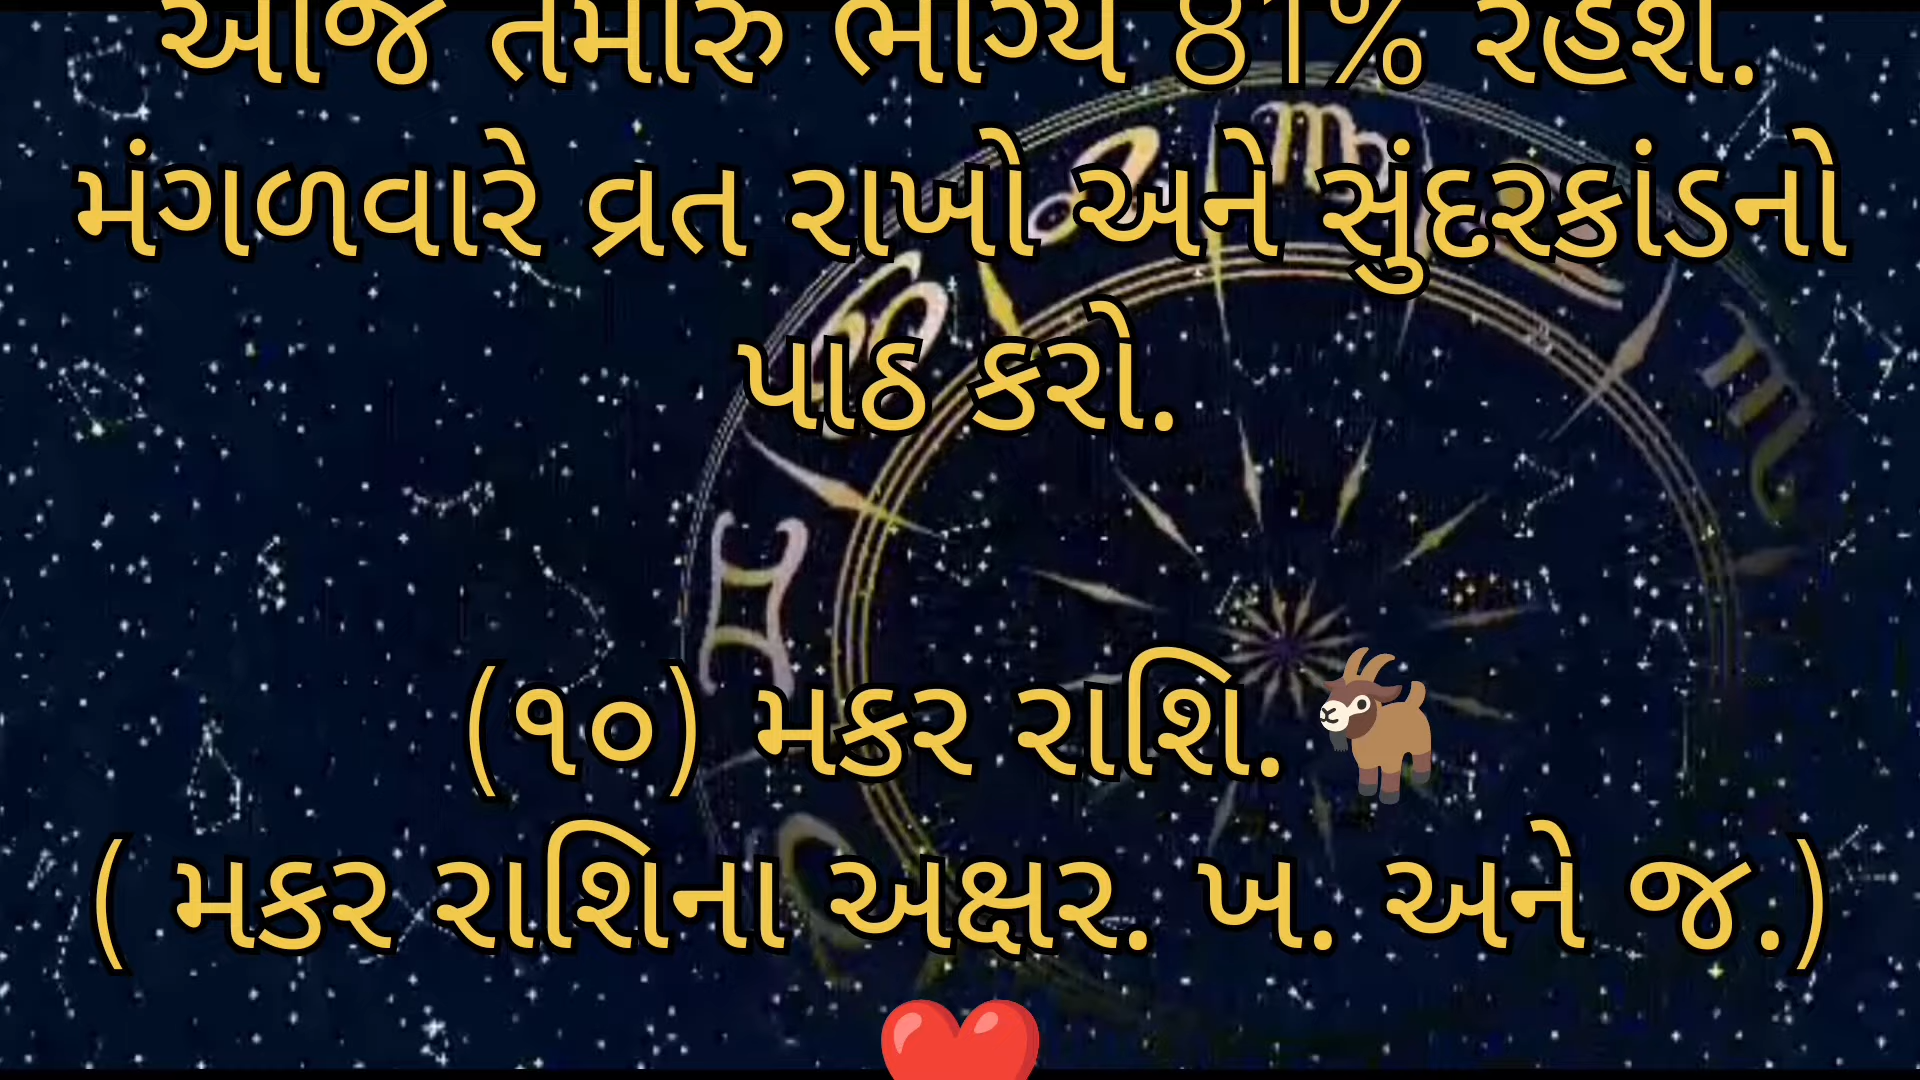 આજે તમારું ભાગ્ય 81% રહેશે.
મંગળવારે વ્રત રાખો અને સુંદરકાંડનો
પાઠ કરો.
(૧૦) મકર રાશિ. 🐐
( મકર રાશિના અક્ષર. ખ. અને જ.)
❤️